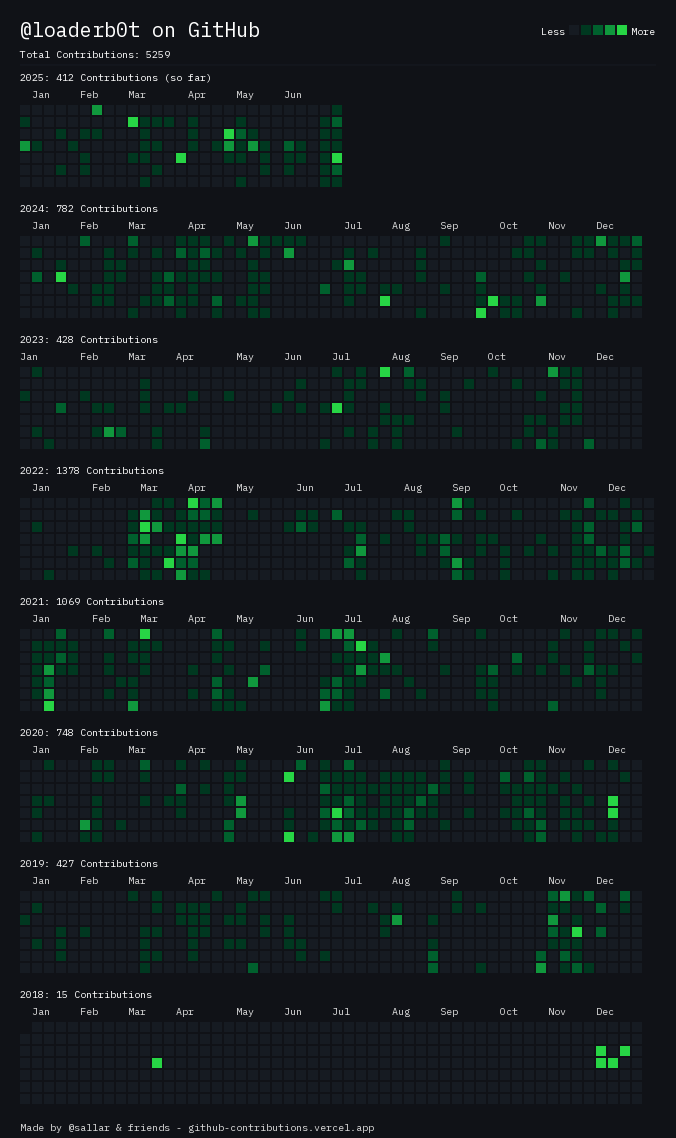 @loaderb0t on GitHub
Less More
Total Contributions: 5259
2025: 412 Contributions (so far)
Jan Feb Mar Apr May Jun
2024: 782 Contributions
Jan Feb Mar Apr May Jun Jul Aug Sep Oct Nov Dec
2023: 428 Contributions
Jan Feb Mar Apr May Jun Jul Aug Sep Oct Nov Dec
2022: 1378 Contributions
Jan Feb Mar Apr May Jun Jul Aug Sep Oct Nov Dec
2021: 1069 Contributions
Jan Feb Mar Apr May Jun Jul Aug Sep Oct Nov Dec
2020: 748 Contributions
Jan Feb Mar Apr May Jun Jul Aug Sep Oct Nov Dec
2019: 427 Contributions
Jan Feb Mar Apr May Jun Jul Aug Sep Oct Nov Dec
2018: 15 Contributions
Jan Feb Mar Apr May Jun Jul Aug Sep Oct Nov Dec
Made by @sallar & friends - github-contributions.vercel.app